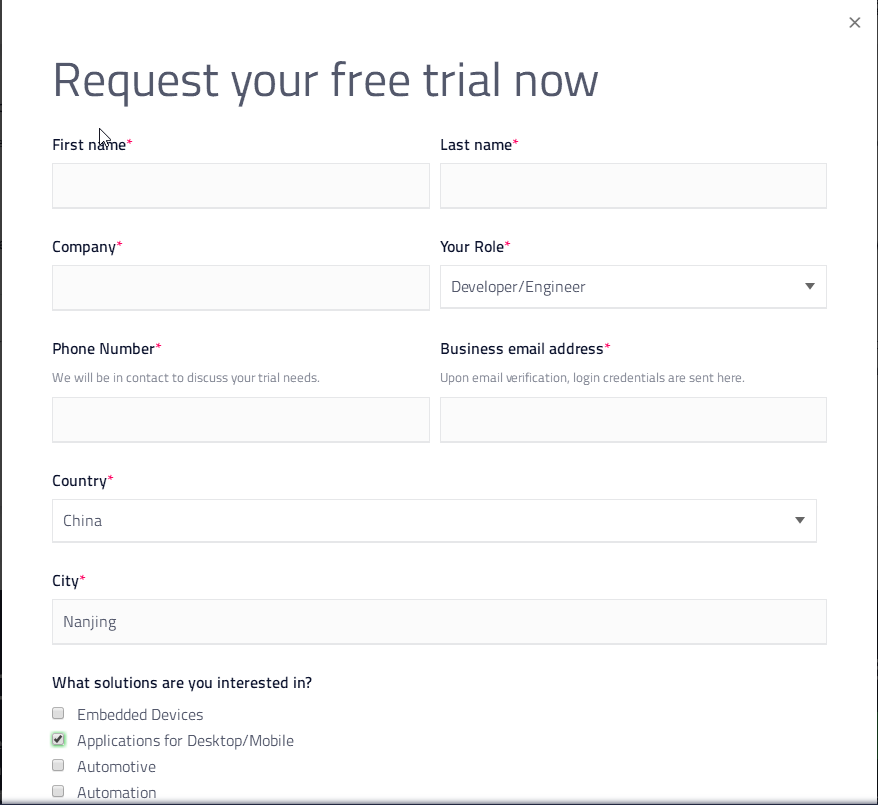 Request your free trial now
First name*
Last name*
Company*
Your Role*
Developer/Engineer
Phone Number*
Business email address*
We will be in contact to discuss your trial needs.
Upon email verification, login credentials are sent here.
Country*
China
City*
Nanjing
What solutions are you interested in?
Embedded Devices
Applications for Desktop/Mobile
Automotive
Automation